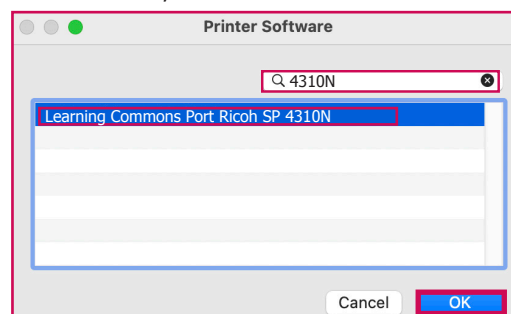 Printer Software
4310N
Learning Commons Port Ricoh SP 4310N
Cancel
OK